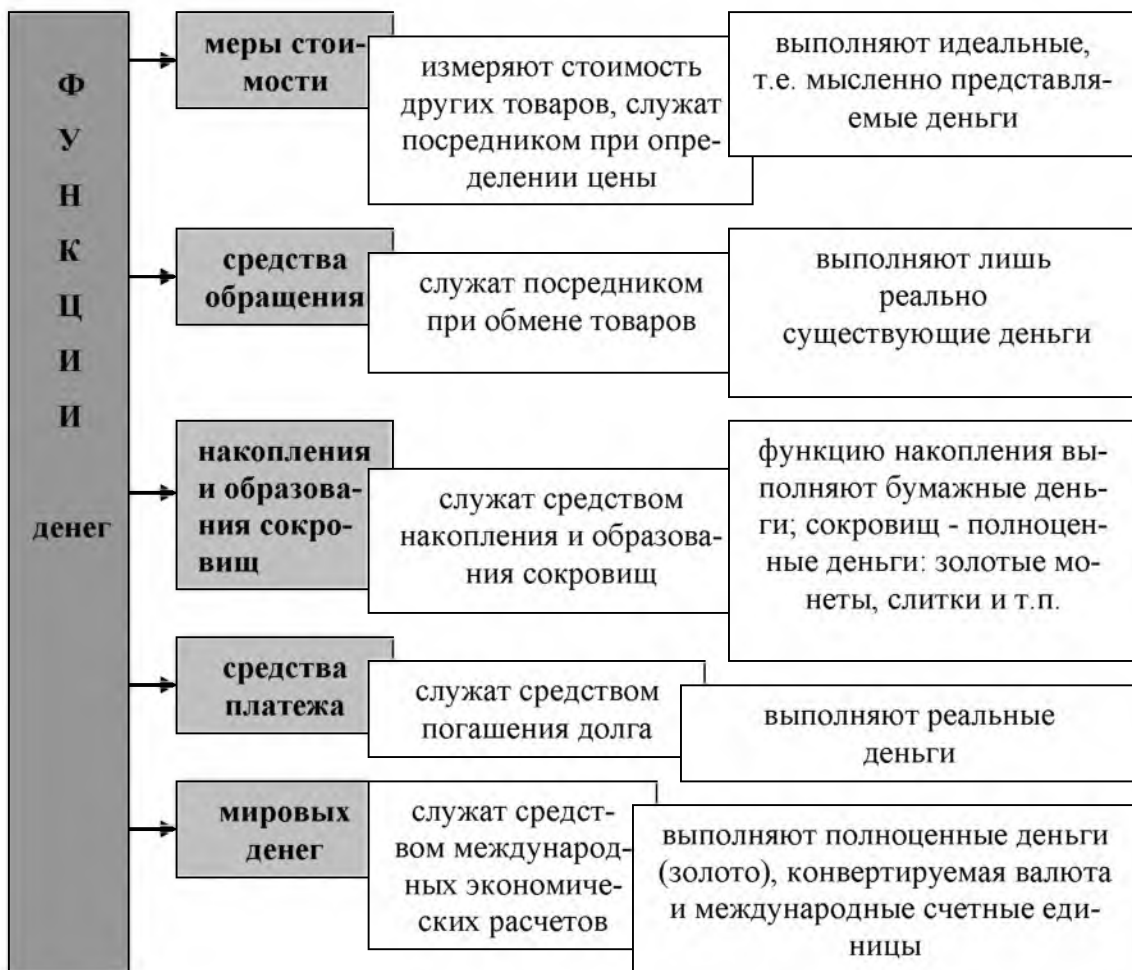 Ф
У
Н
К
Ц
И
И
денег
меры стои-
мости
измеряют стоимость
других товаров, служат
посредником при опре-
делении цены
выполняют идеальные,
т.е. мысленно представля-
емые деньги
средства
обращения
служат посредником
при обмене товаров
выполняют лишь
реально
существующие деньги
накопления
и образова-
ния сокро-
вищ
служат средством
накопления и образова-
ния сокровищ
функцию накопления вы-
полняют бумажные день-
ги; сокровищ - полноцен-
ные деньги: золотые мо-
неты, слитки и т.п.
средства
платежа
служат средством
погашения долга
выполняют реальные
деньги
мировых
денег
служат средст-
вом международ-
ных экономиче-
ских расчетов
выполняют полноценные деньги
(золото), конвертируемая валюта
и международные счетные еди-
ницы